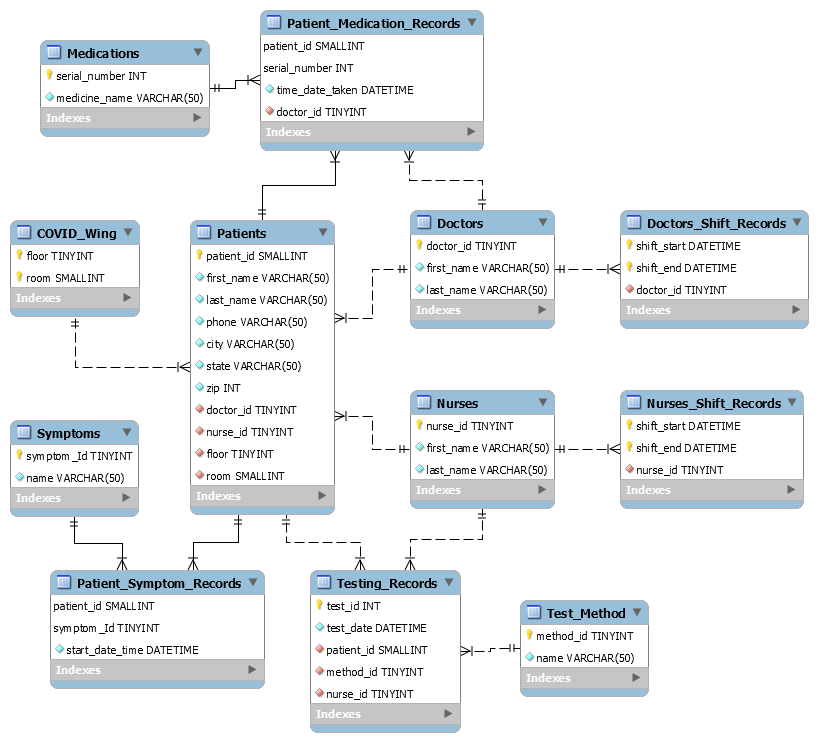 Patient_Medication_Records
patient_id SMALLINT
serial_number INT
time_date_taken DATETIME
doctor_id TINYINT
Indexes
Medications
serial_number INT
medicine_name VARCHAR(50)
Indexes
COVID_Wing
floor TINYINT
room SMALLINT
Indexes
Patients
patient_id SMALLINT
first_name VARCHAR(50)
last_name VARCHAR(50)
phone VARCHAR(50)
city VARCHAR(50)
state VARCHAR(50)
zip INT
doctor_id TINYINT
nurse_id TINYINT
floor TINYINT
room SMALLINT
Indexes
Doctors
doctor_id TINYINT
first_name VARCHAR(50)
last_name VARCHAR(50)
Indexes
Doctors_Shift_Records
shift_start DATETIME
shift_end DATETIME
doctor_id TINYINT
Indexes
Symptoms
symptom_Id TINYINT
name VARCHAR(50)
Indexes
Nurses
nurse_id TINYINT
first_name VARCHAR(50)
last_name VARCHAR(50)
Indexes
Nurses_Shift_Records
shift_start DATETIME
shift_end DATETIME
nurse_id TINYINT
Indexes
Patient_Symptom_Records
patient_id SMALLINT
symptom_Id TINYINT
start_date_time DATETIME
Indexes
Testing_Records
test_id INT
test_date DATETIME
patient_id SMALLINT
method_id TINYINT
nurse_id TINYINT
Indexes
Test_Method
method_id TINYINT
name VARCHAR(50)
Indexes